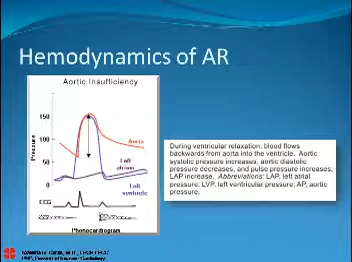 Hemodynamics of AR
Aortic Insufficiency
150
100
50
0
Pressure
Aorta
Left
atrium
Left
ventricle
ECG
Phonocardiogram
During ventricular relaxation, blood flows
backwards from aorta into the ventricle. Aortic
systolic pressure increases, aortic diastolic
pressure decreases, and pulse pressure increases;
LAP increase. Abbreviations: LAP, left atrial
pressure; LVP, left ventricular pressure; AP, aortic
pressure.